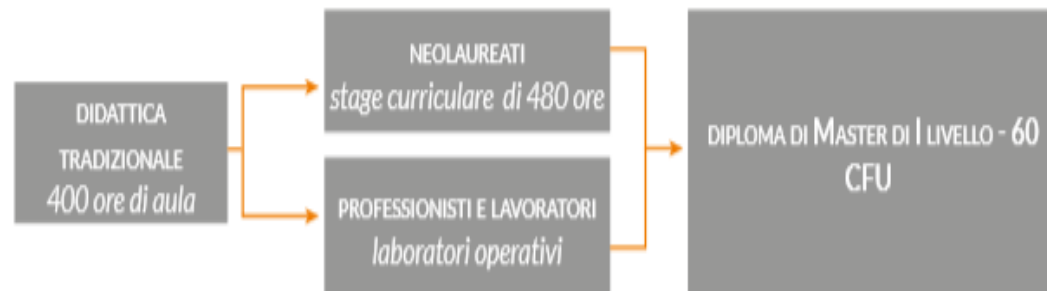 DIDATTICA
TRADIZIONALE
400 ore di aula
NEOLAUREATI
stage curriculare di 480 ore
PROFESSIONISTI E LAVORATORI
laboratori operativi
DIPLOMA DI MASTER DI I LIVELLO - 60
CFU